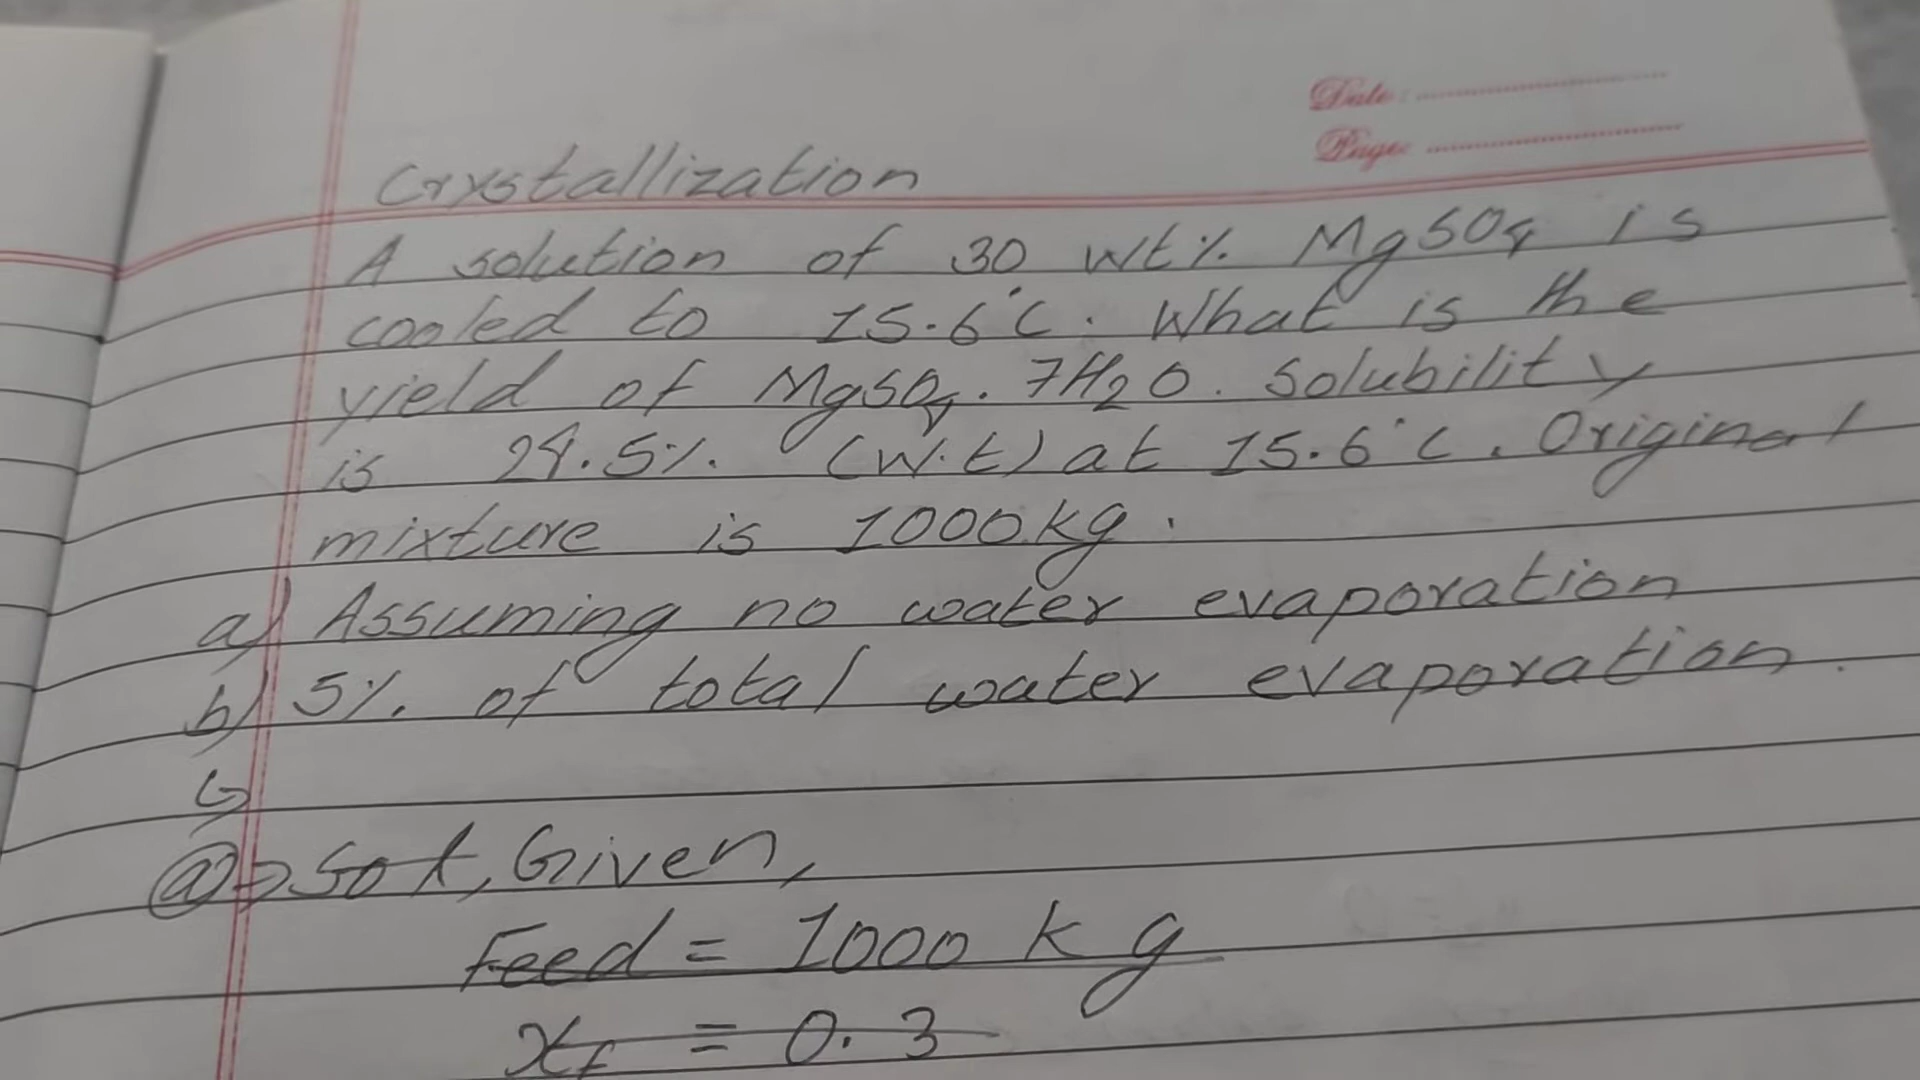 Date:
Page:
Crystallization
A solution of 30 wt% MgSO4 is
cooled to 15.6°C. What is the
yield of MgSO4. 7H2O. Solubility
is 24.5% (w.t) at 15.6°C. Original
mixture is 1000kg.
a) Assuming no water evaporation
b) 5% of total water evaporation.
a) => Sol, Given,
Feed = 1000 kg
xf = 0.3